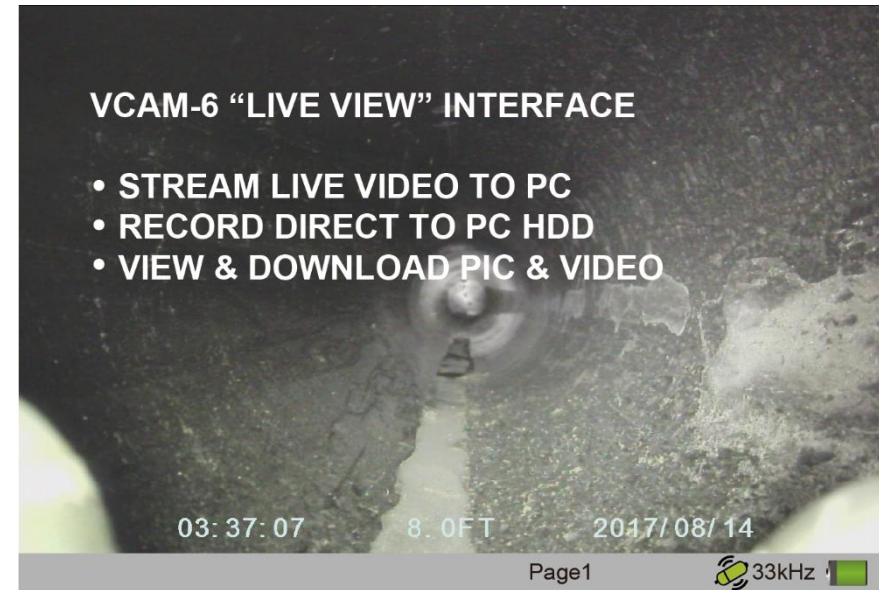 VCAM-6 “LIVE VIEW” INTERFACE
• STREAM LIVE VIDEO TO PC
• RECORD DIRECT TO PC HDD
• VIEW & DOWNLOAD PIC & VIDEO
03:37:07 8.0FT 2017/08/14
Page1 33kHz